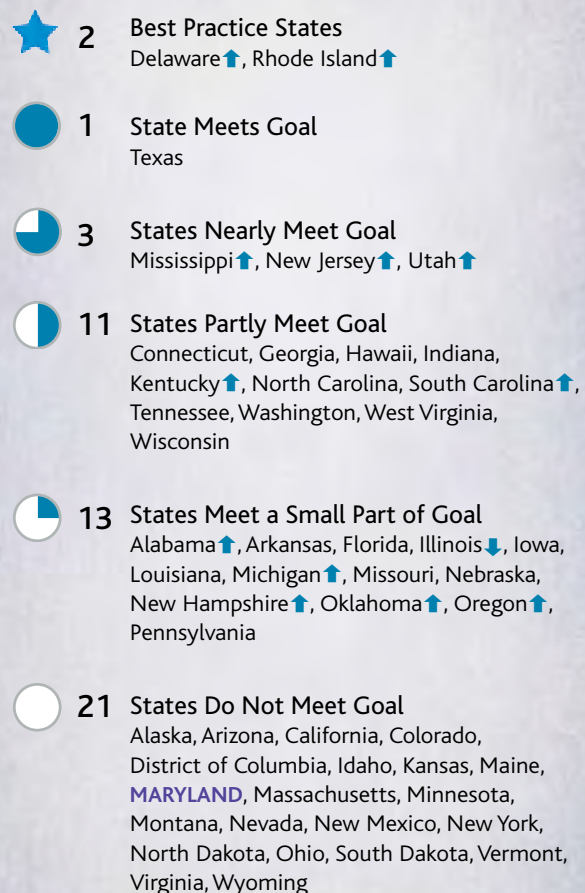 2 Best Practice States
Delaware⬆, Rhode Island⬆
1 State Meets Goal
Texas
3 States Nearly Meet Goal
Mississippi⬆, New Jersey⬆, Utah⬆
11 States Partly Meet Goal
Connecticut, Georgia, Hawaii, Indiana,
Kentucky⬆, North Carolina, South Carolina⬆,
Tennessee, Washington, West Virginia,
Wisconsin
13 States Meet a Small Part of Goal
Alabama⬆, Arkansas, Florida, Illinois⬇, Iowa,
Louisiana, Michigan⬆, Missouri, Nebraska,
New Hampshire⬆, Oklahoma⬆, Oregon⬆,
Pennsylvania
21 States Do Not Meet Goal
Alaska, Arizona, California, Colorado,
District of Columbia, Idaho, Kansas, Maine,
MARYLAND, Massachusetts, Minnesota,
Montana, Nevada, New Mexico, New York,
North Dakota, Ohio, South Dakota, Vermont,
Virginia, Wyoming